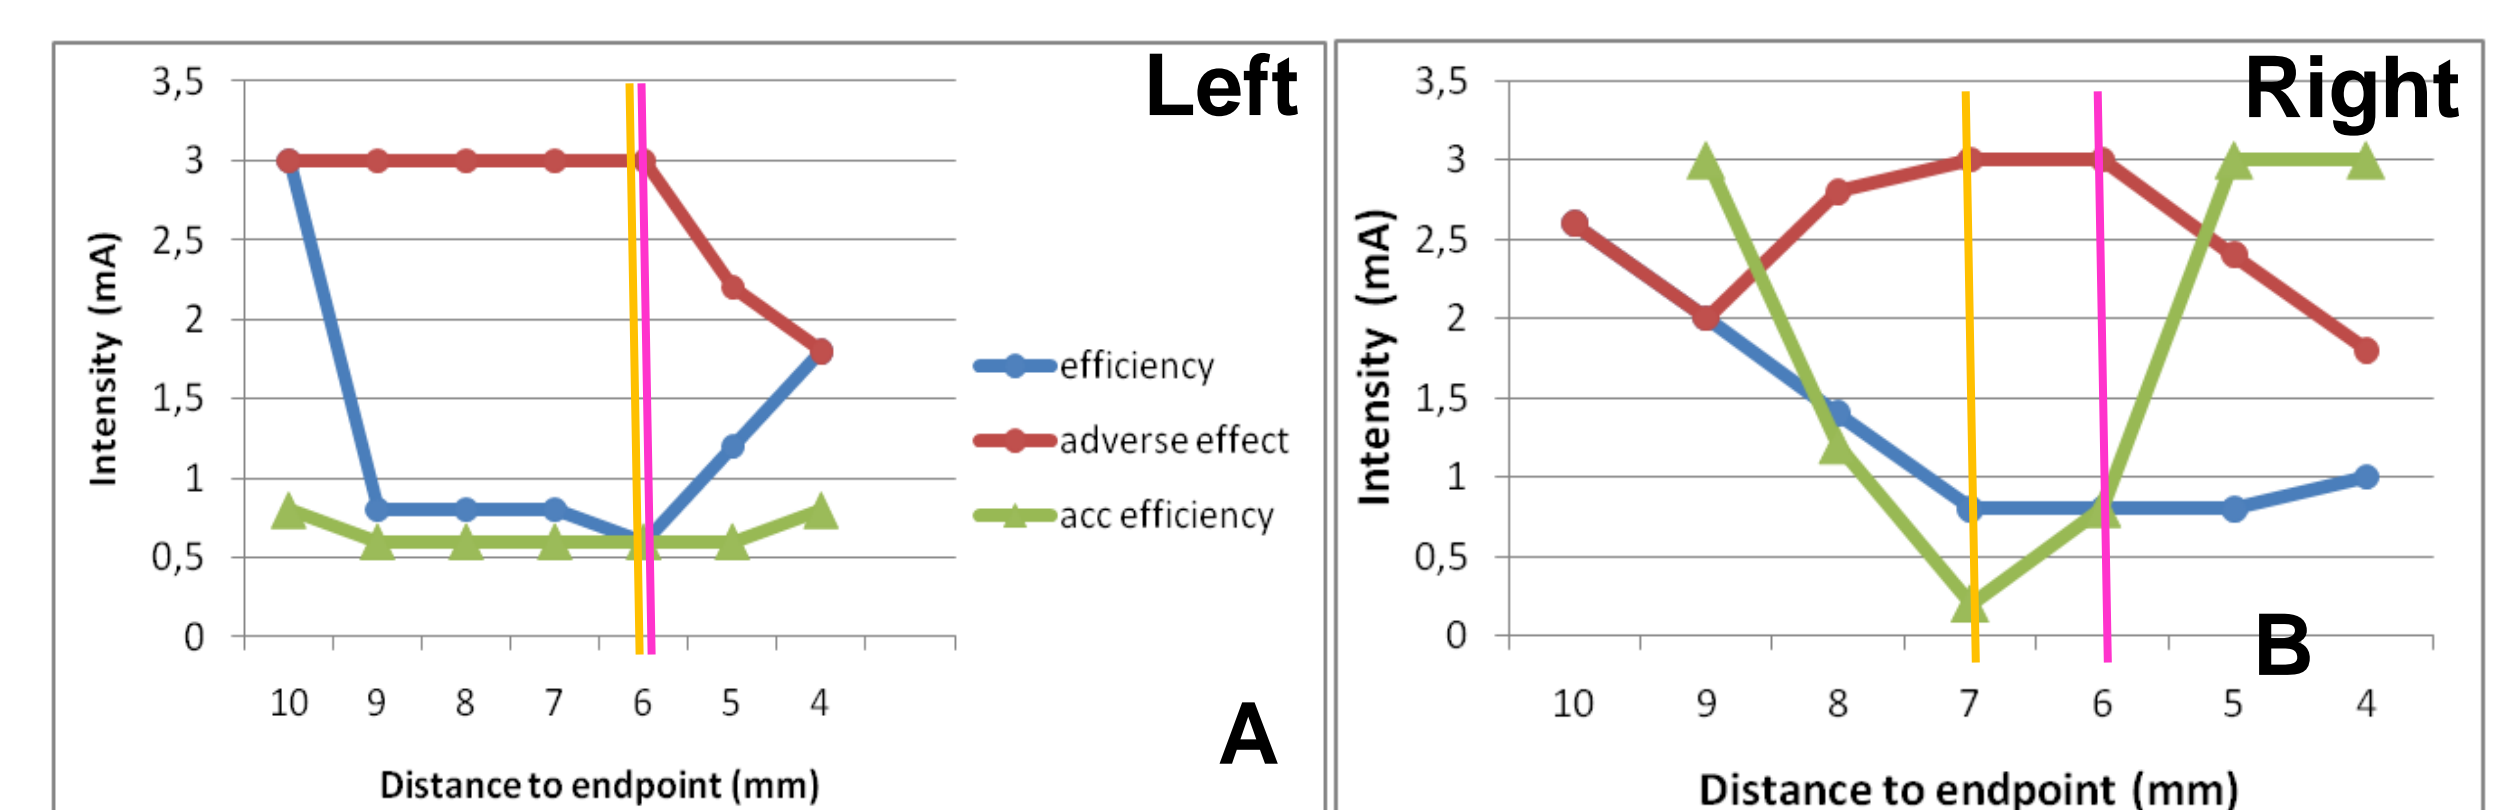 Left
3,5
3
2,5
2
1,5
1
0,5
0
Intensity (mA)
10 9 8 7 6 5 4
Distance to endpoint (mm)
efficiency
adverse effect
acc efficiency
A
Right
3,5
3
2,5
2
1,5
1
0,5
0
Intensity (mA)
10 9 8 7 6 5 4
Distance to endpoint (mm)
B